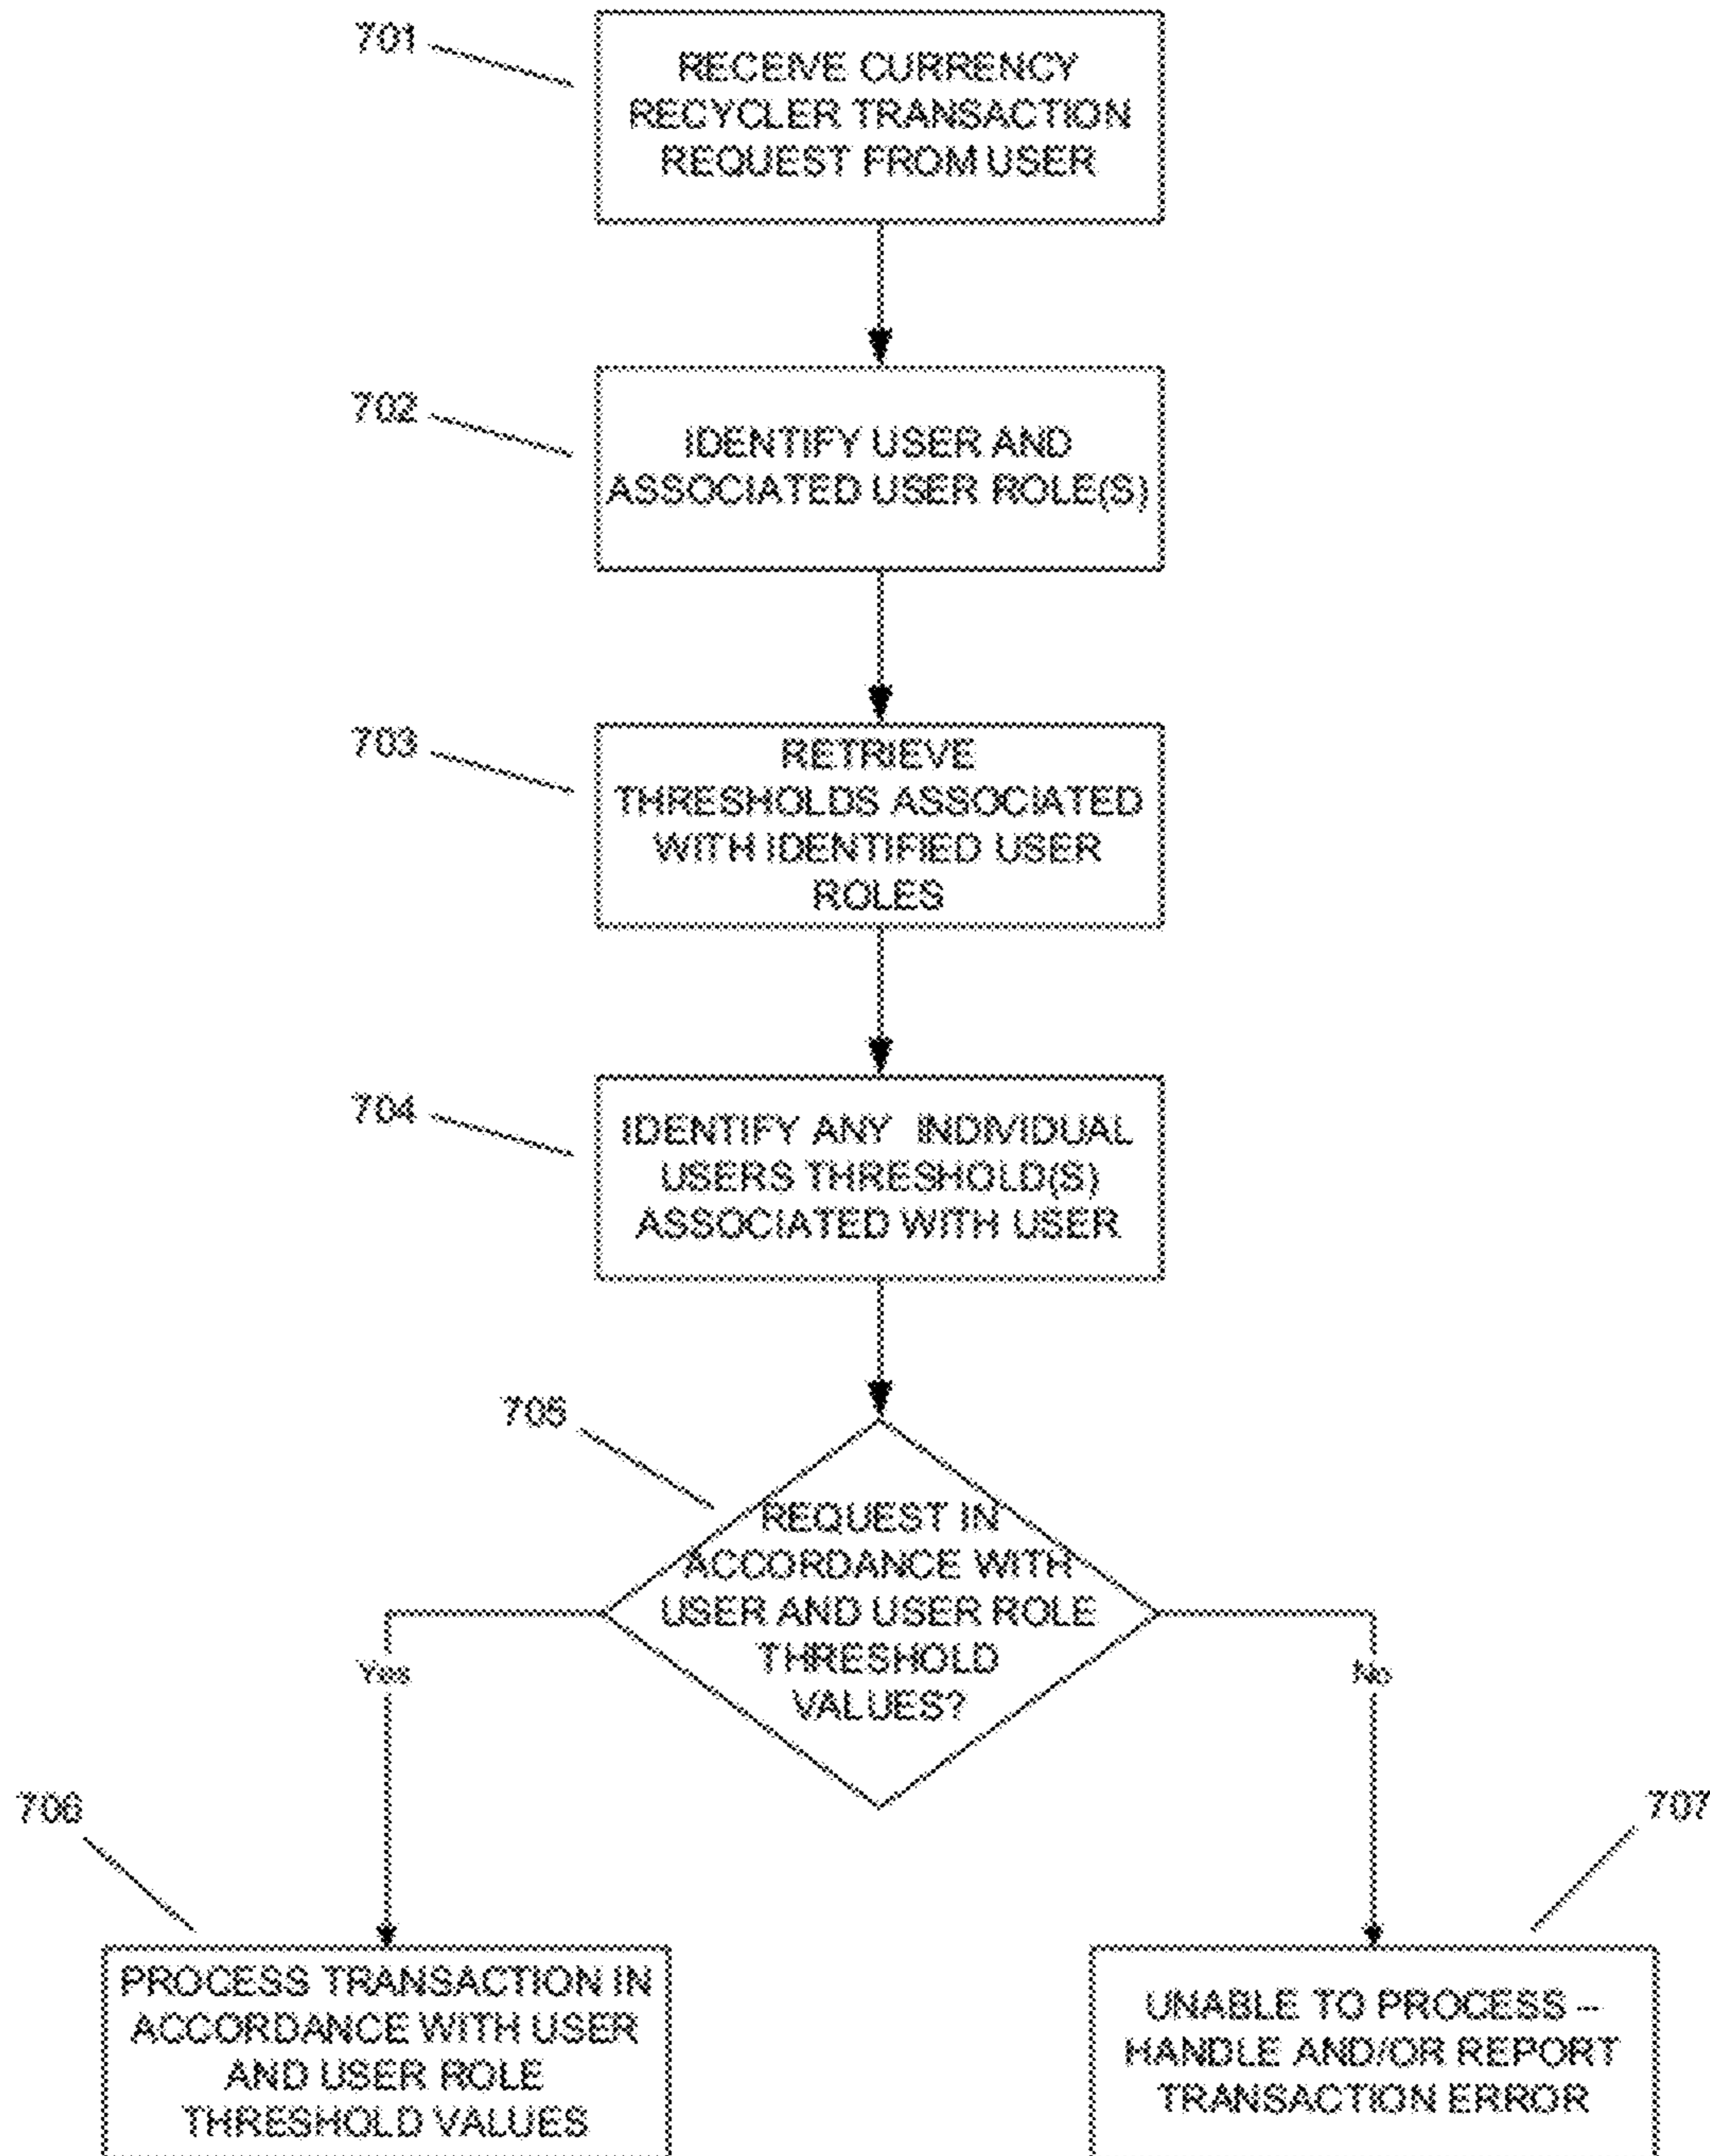 701
RECEIVE CURRENCY
RECYCLER TRANSACTION
REQUEST FROM USER
702
IDENTIFY USER AND
ASSOCIATED USER ROLE(S)
703
RETRIEVE
THRESHOLDS ASSOCIATED
WITH IDENTIFIED USER
ROLES
704
IDENTIFY ANY INDIVIDUAL
USERS THRESHOLD(S)
ASSOCIATED WITH USER
705
REQUEST IN
ACCORDANCE WITH
USER AND USER ROLE
THRESHOLD
VALUES?
Yes
No
706
PROCESS TRANSACTION IN
ACCORDANCE WITH USER
AND USER ROLE
THRESHOLD VALUES
707
UNABLE TO PROCESS –
HANDLE AND/OR REPORT
TRANSACTION ERROR